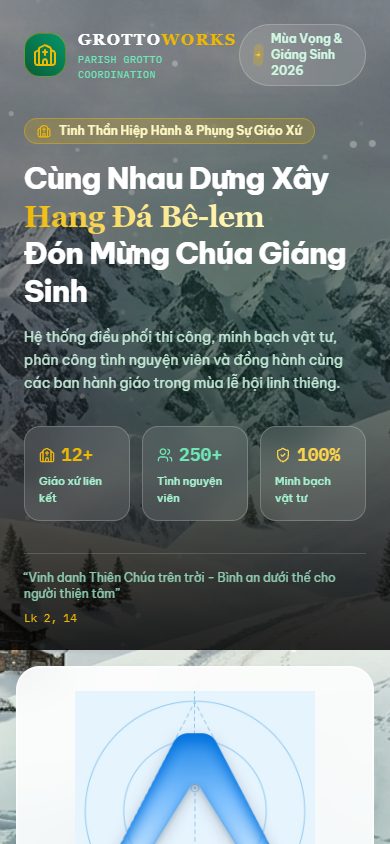 GROTTOWORKS
PARISH GROTTO
COORDINATION
Mùa Vọng &
Giáng Sinh
2026
Tinh Thần Hiệp Hành & Phụng Sự Giáo Xứ
Cùng Nhau Dựng Xây
Hang Đá Bê-lem
Đón Mừng Chúa Giáng
Sinh
Hệ thống điều phối thi công, minh bạch vật tư,
phân công tình nguyện viên và đồng hành cùng
các ban hành giáo trong mùa lễ hội linh thiêng.
12+
Giáo xứ liên
kết
250+
Tình nguyện
viên
100%
Minh bạch
vật tư
“Vinh danh Thiên Chúa trên trời - Bình an dưới thế cho
người thiện tâm”
Lk 2, 14